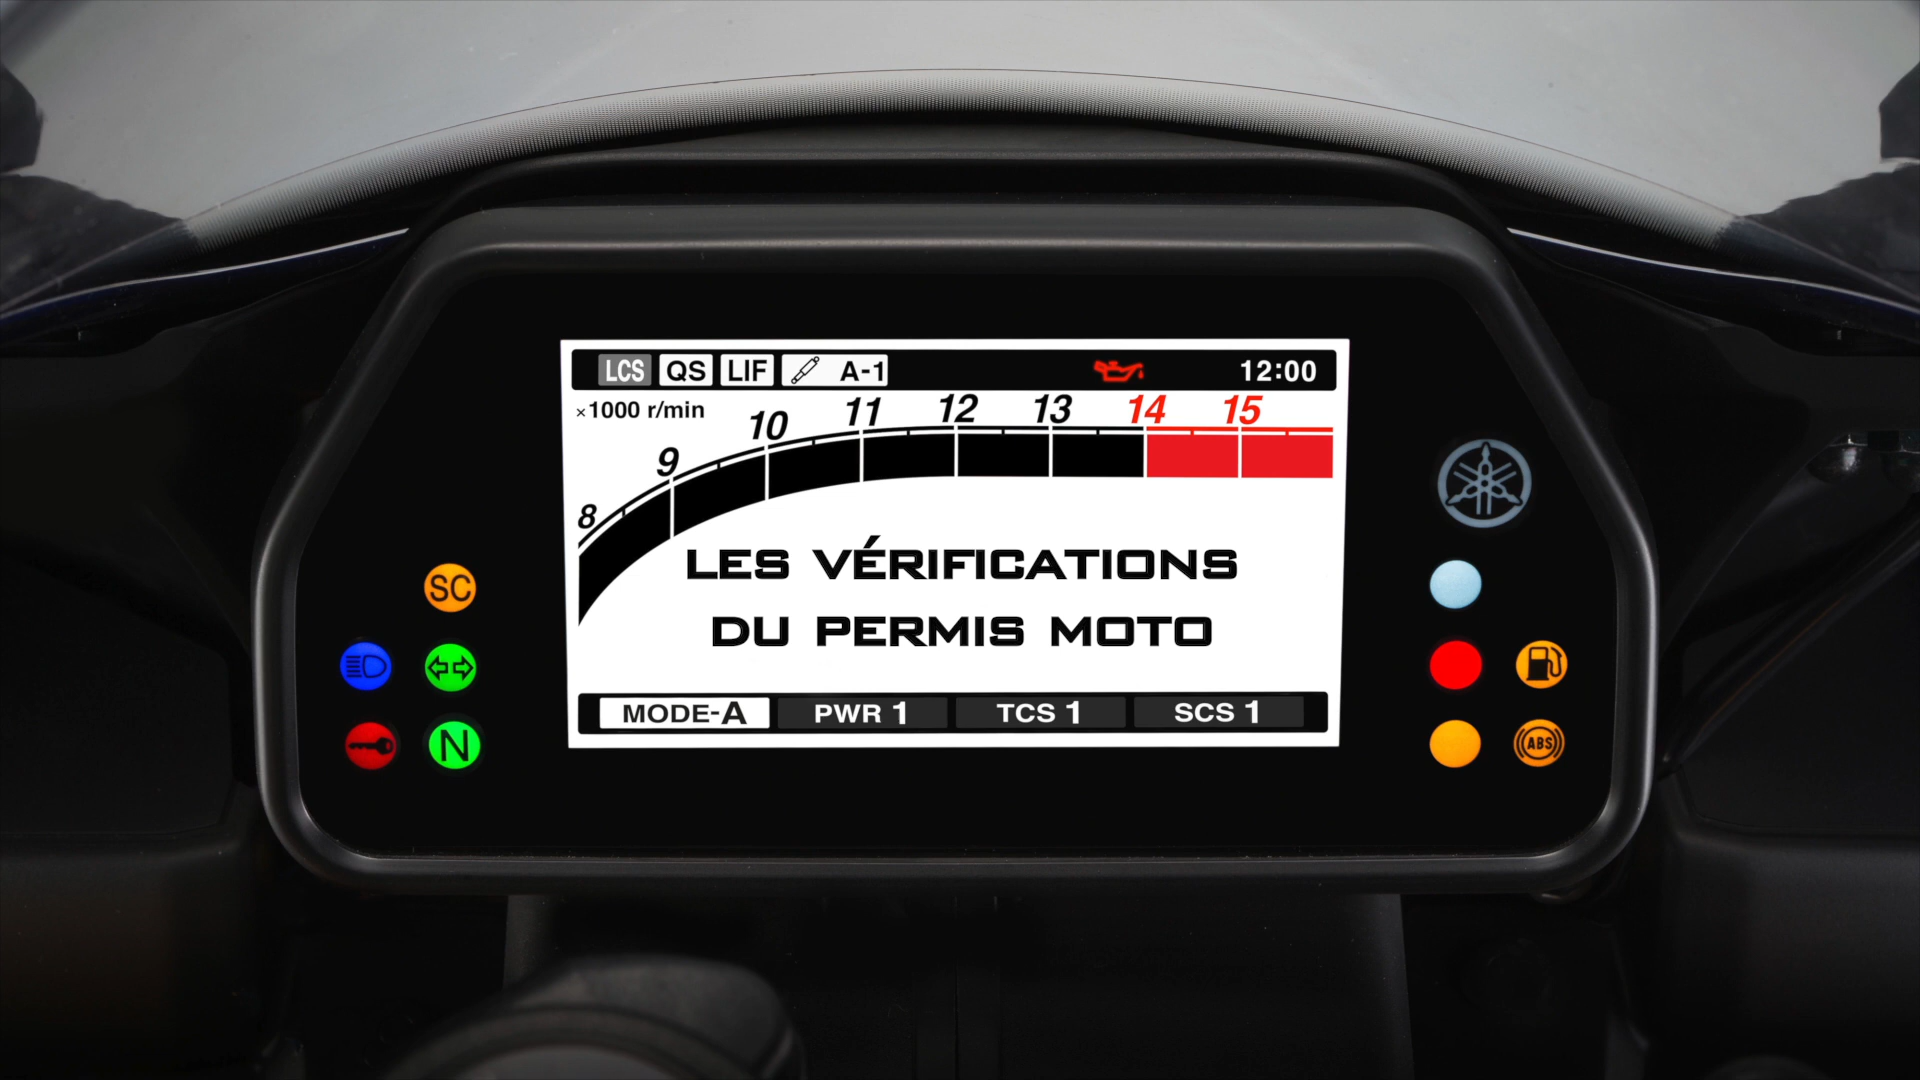 LCS QS LIF A-1 12:00
×1000 r/min
8 9 10 11 12 13 14 15
LES VÉRIFICATIONS
DU PERMIS MOTO
MODE-A PWR 1 TCS 1 SCS 1
SC
N
ABS